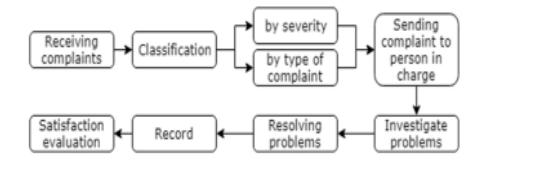 Receiving
complaints
Classification
by severity
by type of
complaint
Sending
complaint to
person in
charge
Investigate
problems
Resolving
problems
Record
Satisfaction
evaluation